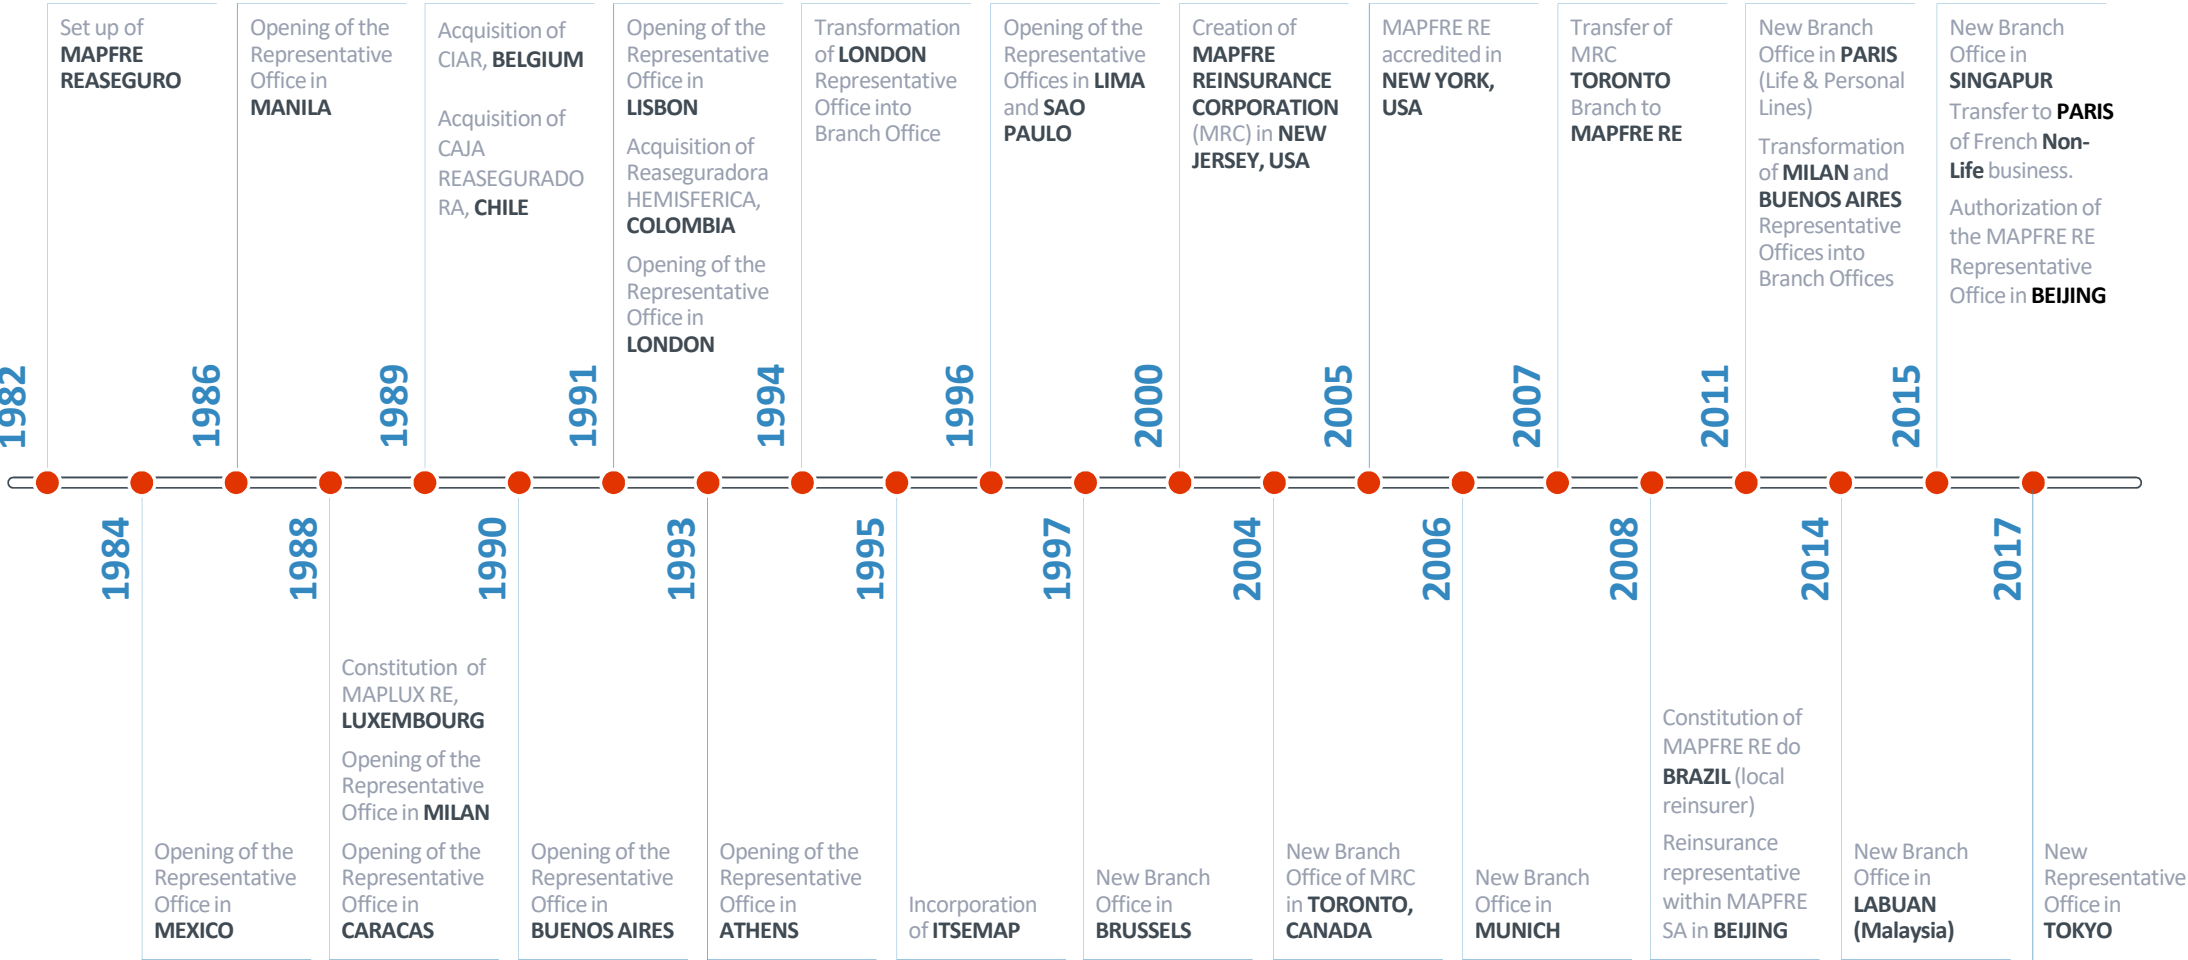 Set up of
MAPFRE
REASEGURO
Opening of the
Representative
Office in
MANILA
Acquisition of
CIAR, BELGIUM
Acquisition of
CAJA
REASEGURADO
RA, CHILE
Opening of the
Representative
Office in
LISBON
Acquisition of
Reaseguradora
HEMISFERICA,
COLOMBIA
Opening of the
Representative
Office in
LONDON
Transformation
of LONDON
Representative
Office into
Branch Office
Opening of the
Representative
Offices in LIMA
and SAO
PAULO
Creation of
MAPFRE
REINSURANCE
CORPORATION
(MRC) in NEW
JERSEY, USA
MAPFRE RE
accredited in
NEW YORK,
USA
Transfer of
MRC
TORONTO
Branch to
MAPFRE RE
New Branch
Office in PARIS
(Life & Personal
Lines)
Transformation
of MILAN and
BUENOS AIRES
Representative
Offices into
Branch Offices
New Branch
Office in
SINGAPUR
Transfer to PARIS
of French Non-
Life business.
Authorization of
the MAPFRE RE
Representative
Office in BEIJING
1982
1986
1989
1991
1994
1996
2000
2005
2007
2011
2015
1984
1988
1990
1993
1995
1997
2004
2006
2008
2014
2017
Opening of the
Representative
Office in
MEXICO
Constitution of
MAPLUX RE,
LUXEMBOURG
Opening of the
Representative
Office in MILAN
Opening of the
Representative
Office in
CARACAS
Opening of the
Representative
Office in
BUENOS AIRES
Opening of the
Representative
Office in
ATHENS
Incorporation
of ITSEMAP
New Branch
Office in
BRUSSELS
New Branch
Office of MRC
in TORONTO,
CANADA
New Branch
Office in
MUNICH
Constitution of
MAPFRE RE do
BRAZIL (local
reinsurer)
Reinsurance
representative
within MAPFRE
SA in BEIJING
New Branch
Office in
LABUAN
(Malaysia)
New
Representative
Office in
TOKYO